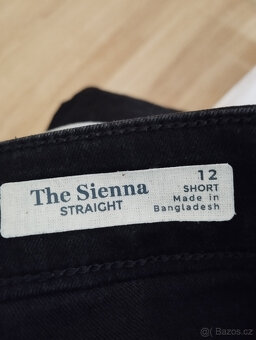 The Sienna
STRAIGHT
12
SHORT
Made in
Bangladesh
Bazos.cz